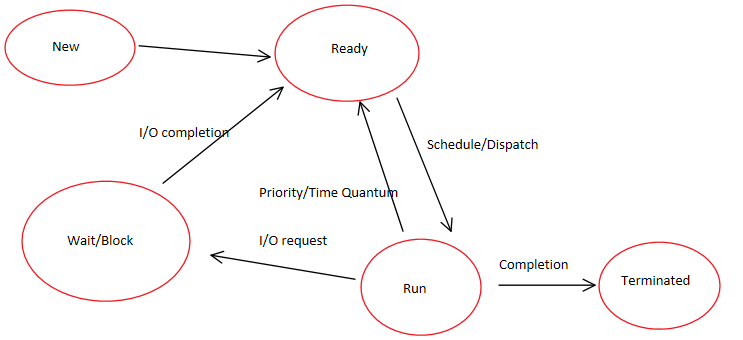 New
Ready
I/O completion
Schedule/Dispatch
Priority/Time Quantum
Wait/Block
I/O request
Completion
Run
Terminated